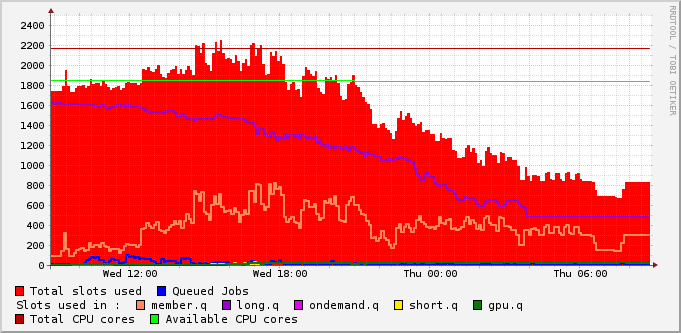 RRDTOOL / TOBI OETIKER
2400
2200
2000
1800
1600
1400
1200
1000
800
600
400
200
0
Wed 12:00 Wed 18:00 Thu 00:00 Thu 06:00
Total slots used Queued Jobs
Slots used in : member.q long.q ondemand.q short.q gpu.q
Total CPU cores Available CPU cores